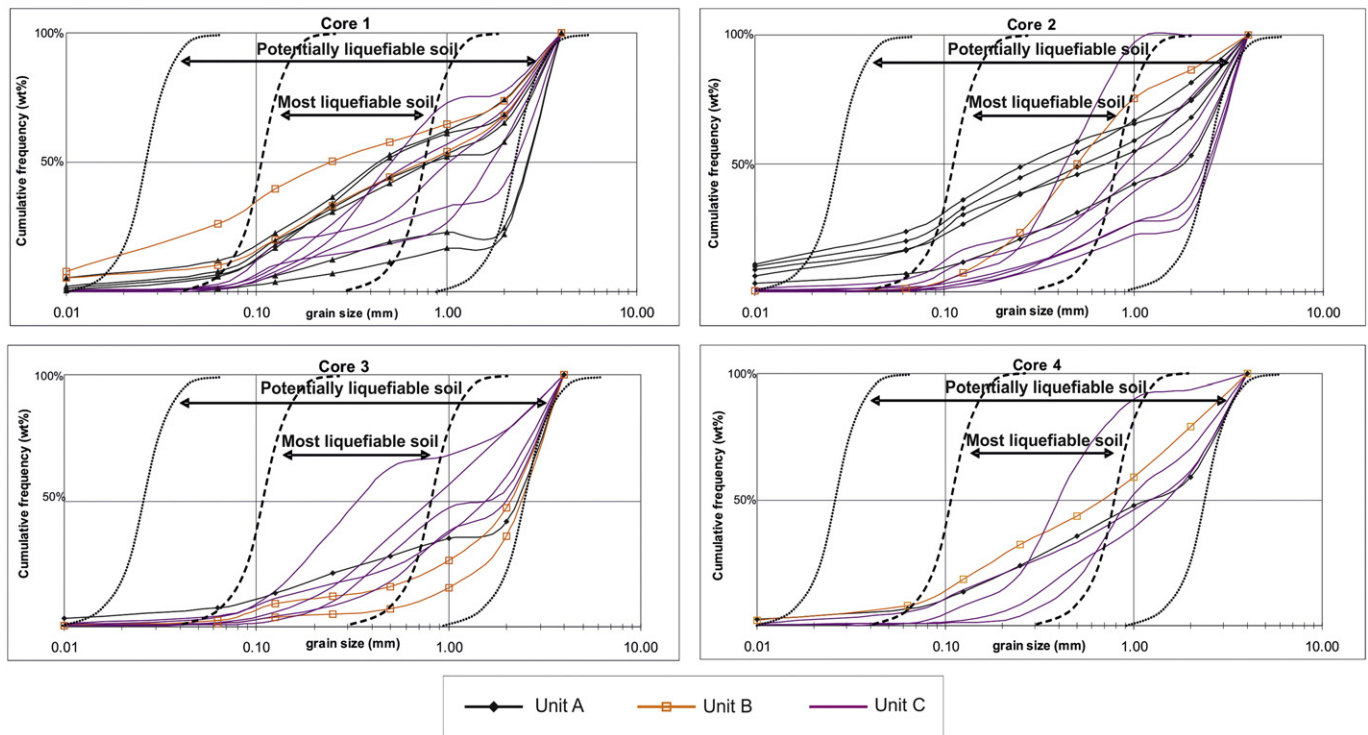 Core 1
100%
Potentially liquefiable soil
Most liquefiable soil
50%
Cumulative frequency (wt%)
0.01
0.10
1.00
10.00
grain size (mm)
Core 2
100%
Potentially liquefiable soil
Most liquefiable soil
50%
Cumulative frequency (wt%)
0.01
0.10
1.00
10.00
grain size (mm)
Core 3
100%
Potentially liquefiable soil
Most liquefiable soil
50%
Cumulative frequency (wt%)
0.01
0.10
1.00
10.00
grain size (mm)
Core 4
100%
Potentially liquefiable soil
Most liquefiable soil
50%
Cumulative frequency (wt%)
0.01
0.10
1.00
10.00
grain size (mm)
Unit A
Unit B
Unit C